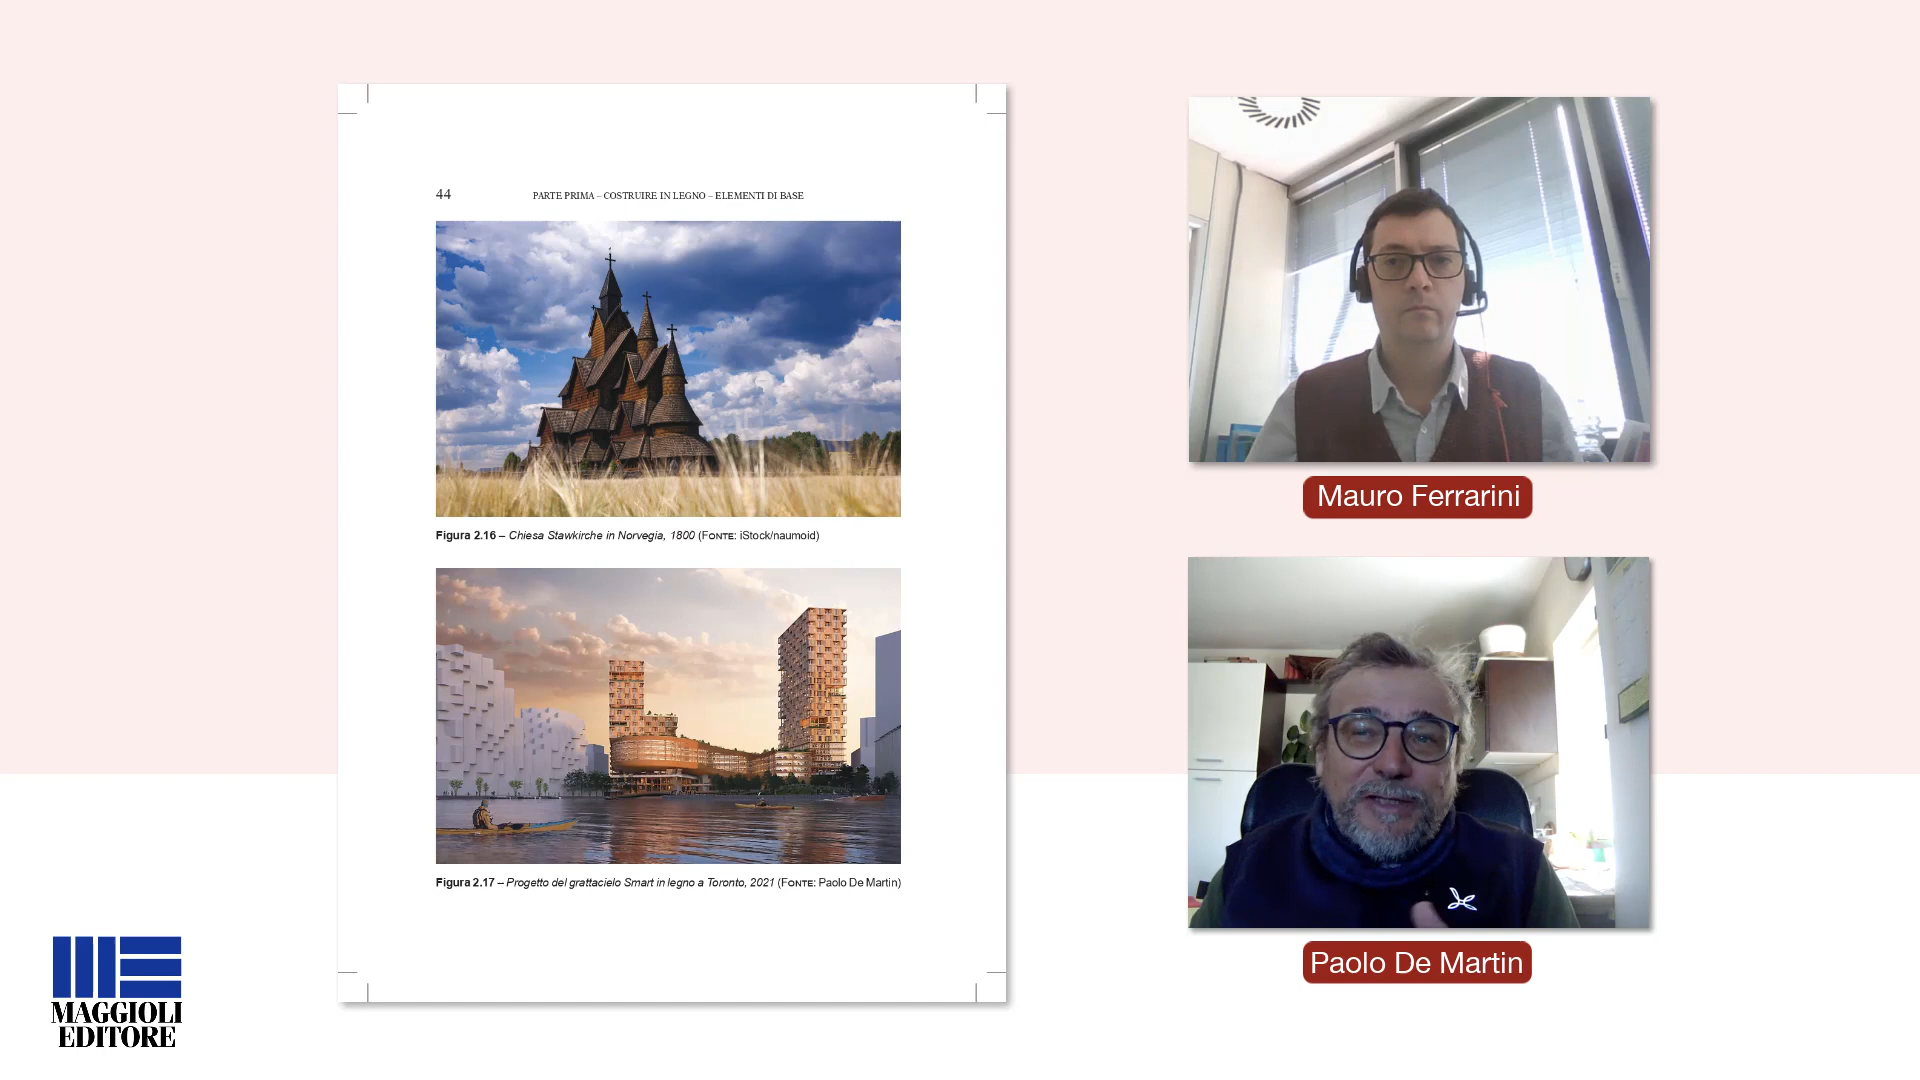 44
PARTE PRIMA – COSTRUIRE IN LEGNO – ELEMENTI DI BASE
Figura 2.16 – Chiesa Stawkirche in Norvegia, 1800 (FONTE: iStock/naumoid)
Figura 2.17 – Progetto del grattacielo Smart in legno a Toronto, 2021 (FONTE: Paolo De Martin)
Mauro Ferrarini
Paolo De Martin
MAGGIOLI
EDITORE